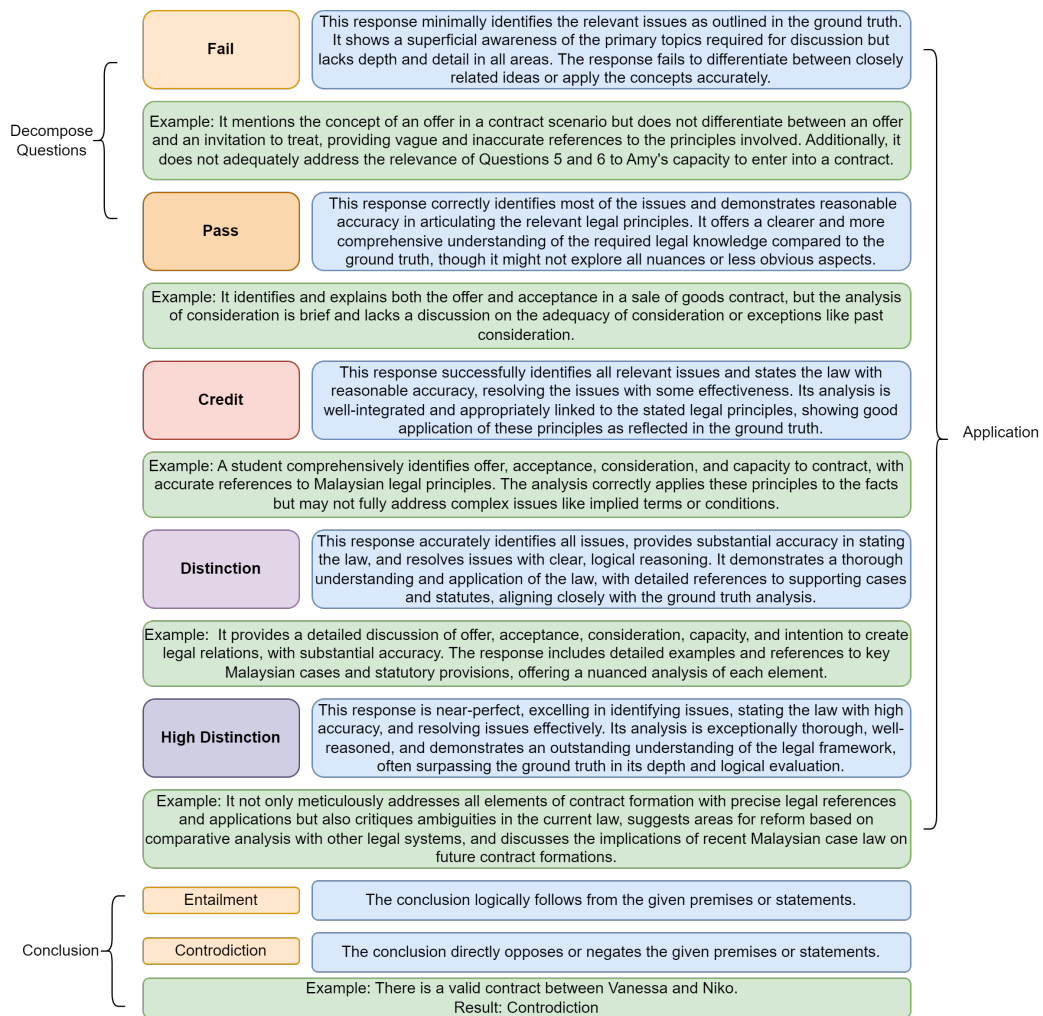 Fail
This response minimally identifies the relevant issues as outlined in the ground truth.
It shows a superficial awareness of the primary topics required for discussion but
lacks depth and detail in all areas. The response fails to differentiate between closely
related ideas or apply the concepts accurately.
Decompose
Questions
Example: It mentions the concept of an offer in a contract scenario but does not differentiate between an offer
and an invitation to treat, providing vague and inaccurate references to the principles involved. Additionally, it
does not adequately address the relevance of Questions 5 and 6 to Amy's capacity to enter into a contract.
Pass
This response correctly identifies most of the issues and demonstrates reasonable
accuracy in articulating the relevant legal principles. It offers a clearer and more
comprehensive understanding of the required legal knowledge compared to the
ground truth, though it might not explore all nuances or less obvious aspects.
Example: It identifies and explains both the offer and acceptance in a sale of goods contract, but the analysis
of consideration is brief and lacks a discussion on the adequacy of consideration or exceptions like past
consideration.
Credit
This response successfully identifies all relevant issues and states the law with
reasonable accuracy, resolving the issues with some effectiveness. Its analysis is
well-integrated and appropriately linked to the stated legal principles, showing good
application of these principles as reflected in the ground truth.
Application
Example: A student comprehensively identifies offer, acceptance, consideration, and capacity to contract, with
accurate references to Malaysian legal principles. The analysis correctly applies these principles to the facts
but may not fully address complex issues like implied terms or conditions.
Distinction
This response accurately identifies all issues, provides substantial accuracy in stating
the law, and resolves issues with clear, logical reasoning. It demonstrates a thorough
understanding and application of the law, with detailed references to supporting cases
and statutes, aligning closely with the ground truth analysis.
Example:  It provides a detailed discussion of offer, acceptance, consideration, capacity, and intention to create
legal relations, with substantial accuracy. The response includes detailed examples and references to key
Malaysian cases and statutory provisions, offering a nuanced analysis of each element.
High Distinction
This response is near-perfect, excelling in identifying issues, stating the law with high
accuracy, and resolving issues effectively. Its analysis is exceptionally thorough, well-
reasoned, and demonstrates an outstanding understanding of the legal framework,
often surpassing the ground truth in its depth and logical evaluation.
Example: It not only meticulously addresses all elements of contract formation with precise legal references
and applications but also critiques ambiguities in the current law, suggests areas for reform based on
comparative analysis with other legal systems, and discusses the implications of recent Malaysian case law on
future contract formations.
Entailment
The conclusion logically follows from the given premises or statements.
Conclusion
Controdiction
The conclusion directly opposes or negates the given premises or statements.
Example: There is a valid contract between Vanessa and Niko.
Result: Controdiction